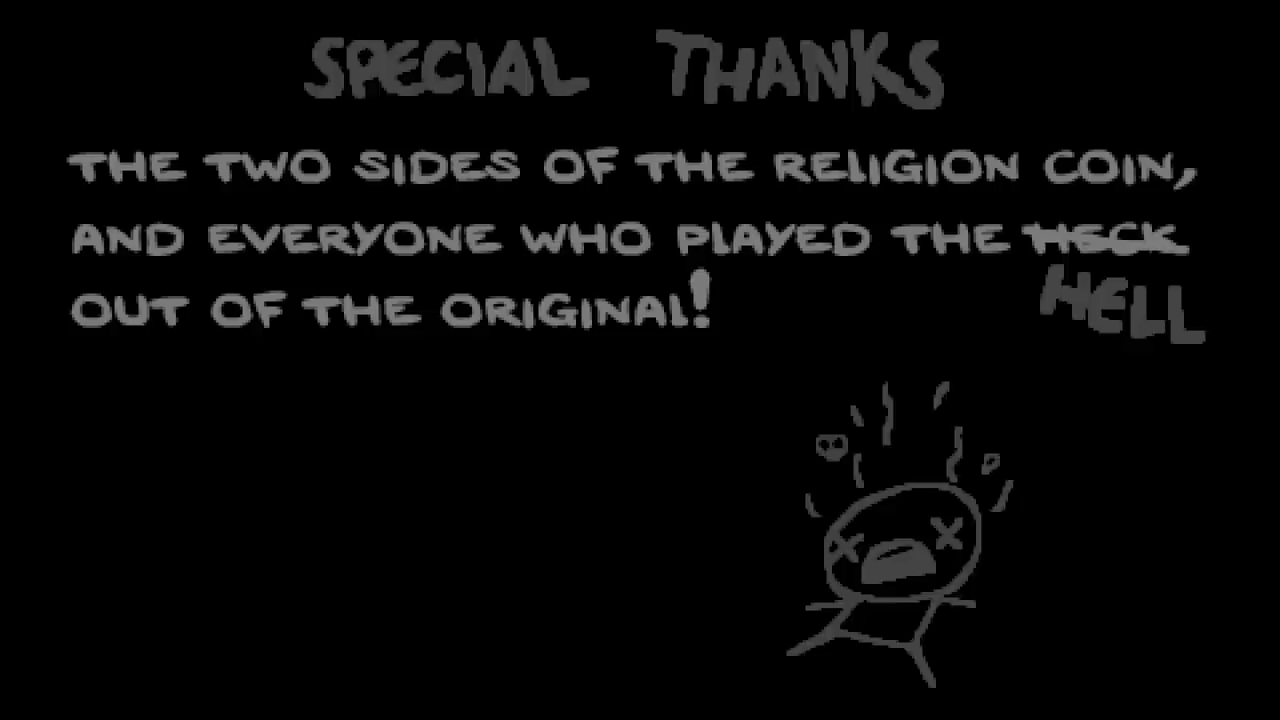 SPECIAL THANKS
THE TWO SIDES OF THE RELIGION COIN,
AND EVERYONE WHO PLAYED THE HECK
HELL
OUT OF THE ORIGINAL!